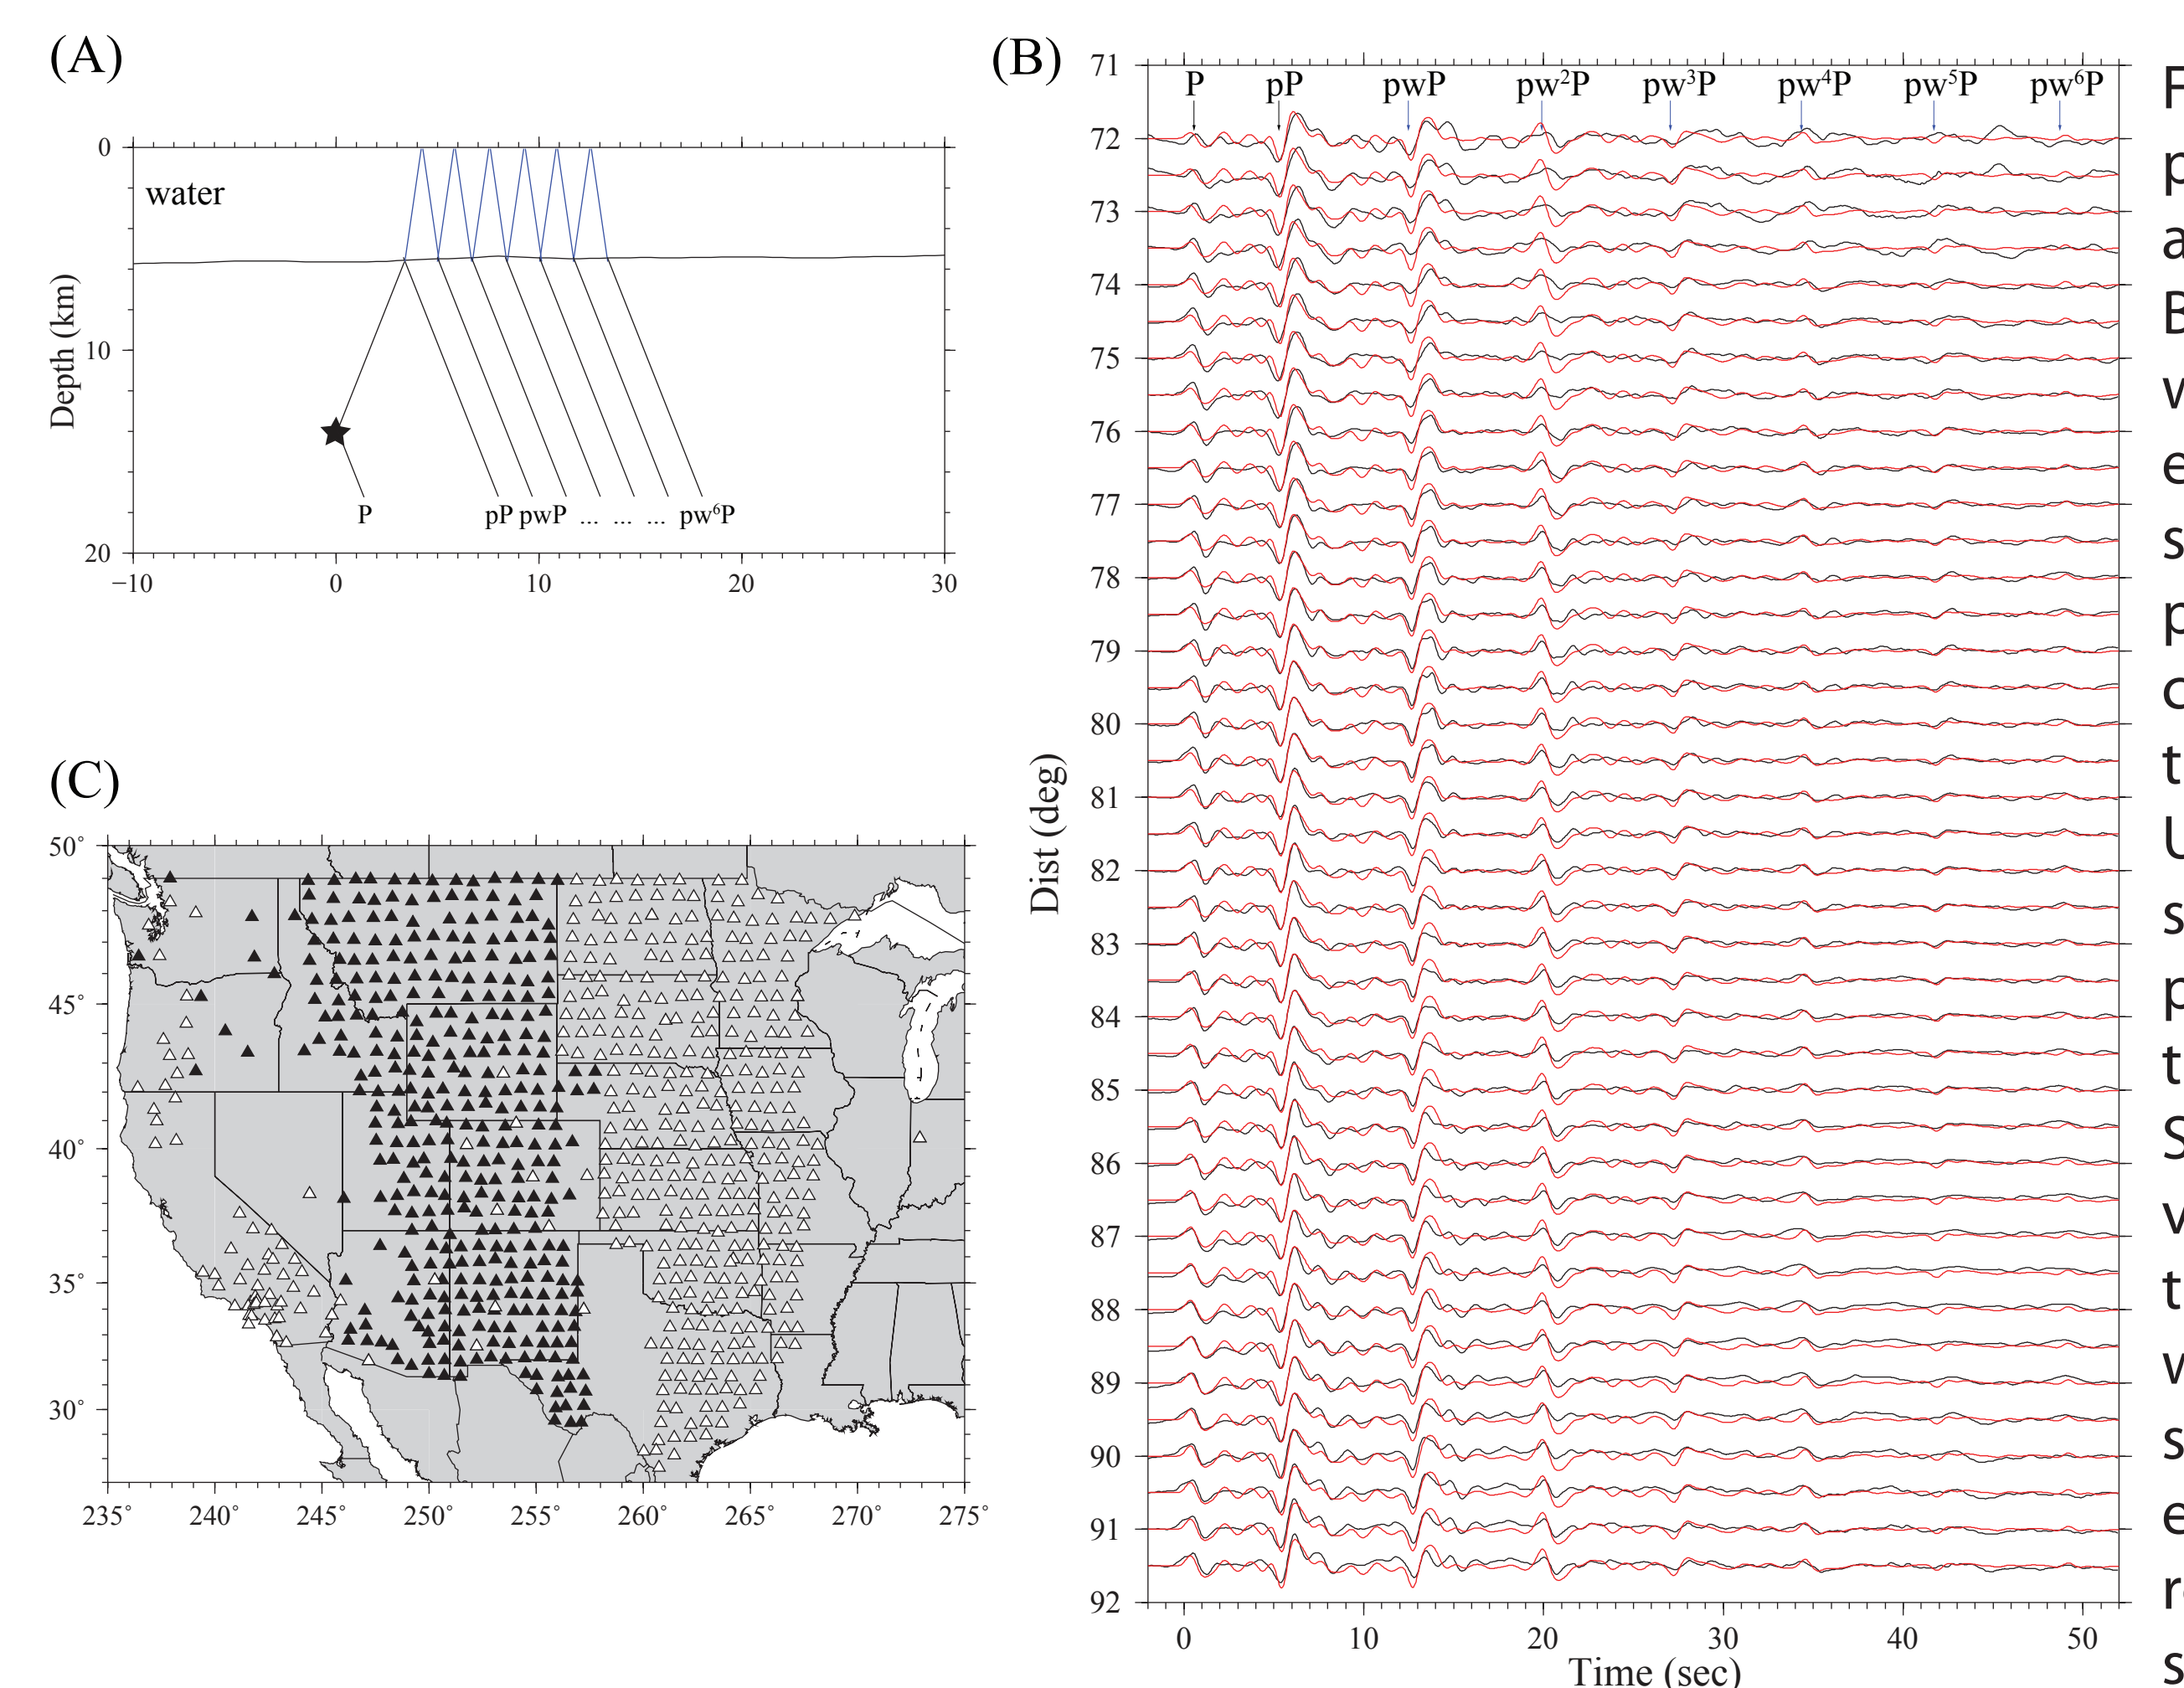 (A)
0
water
10
20
Depth (km)
−10 0 10 20 30
P pP pwP ... ... ... pw⁶P
(B)
P pP pwP pw²P pw³P pw⁴P pw⁵P pw⁶P
71
72
73
74
75
76
77
78
79
80
81
82
83
84
85
86
87
88
89
90
91
92
Dist (deg)
0 10 20 30 40 50
Time (sec)
(C)
50°
45°
40°
35°
30°
235° 240° 245° 250° 255° 260° 265° 270° 275°
F
p
a
B
v
e
s
p
c
t
U
s
p
t
S
v
t
v
s
e
r
s